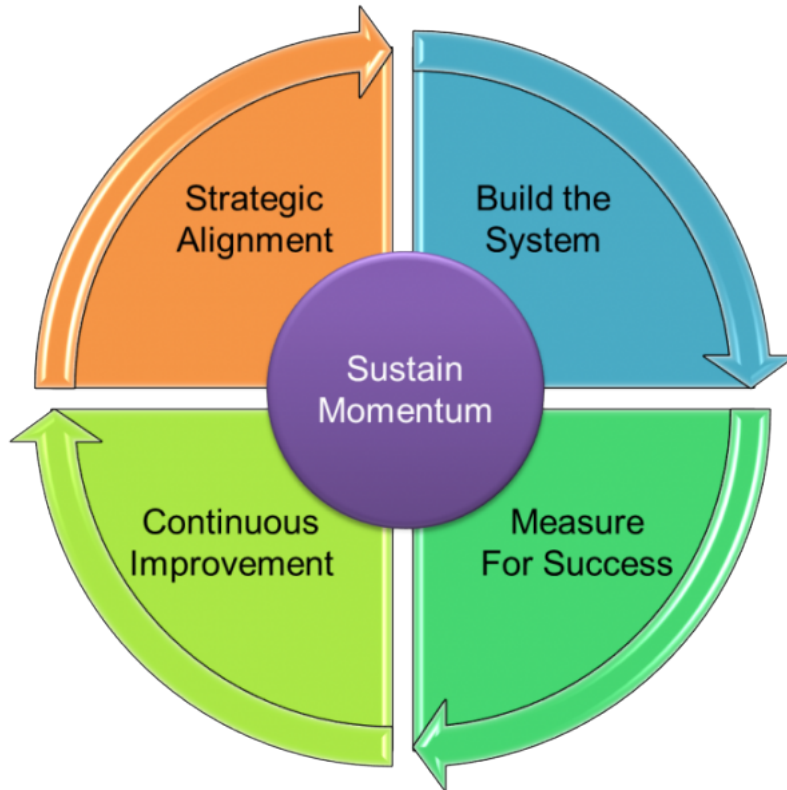 Strategic
Alignment
Build the
System
Sustain
Momentum
Continuous
Improvement
Measure
For Success